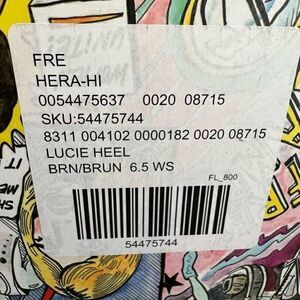 FRE
HERA-HI
0054475637 0020 08715
SKU:54475744
8311 004102 0000182 0020 08715
LUCIE HEEL
BRN/BRUN 6.5 WS
FL_800
54475744